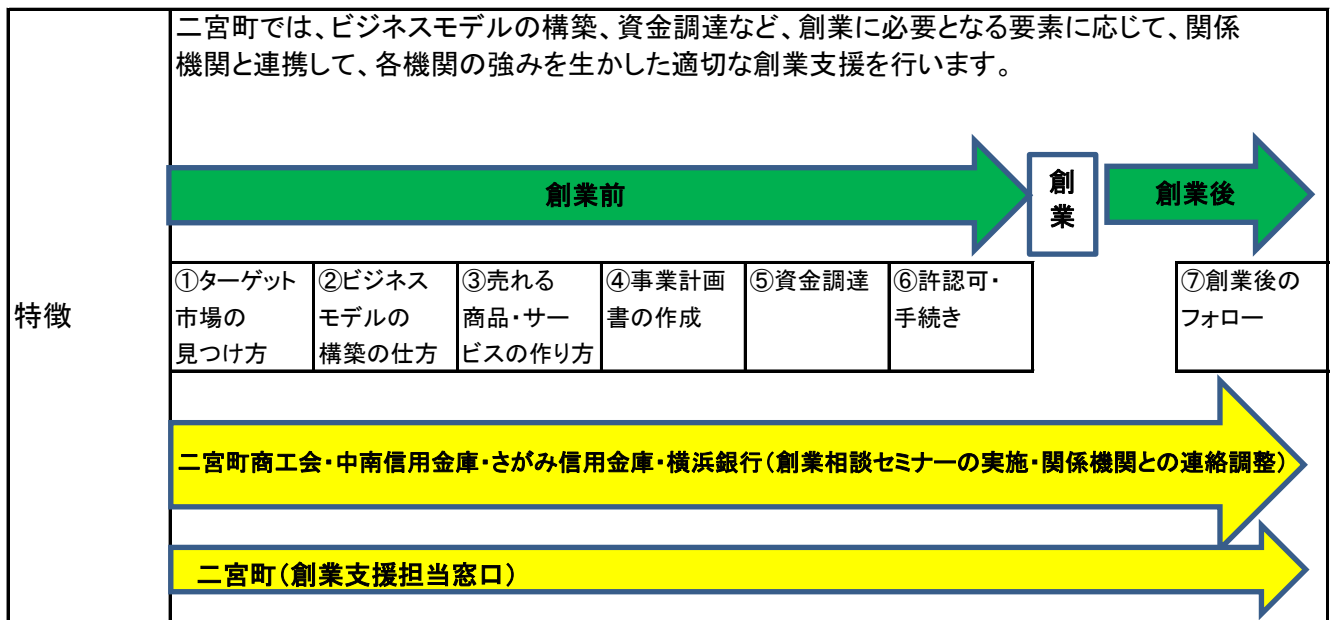 二宮町では、ビジネスモデルの構築、資金調達など、創業に必要となる要素に応じて、関係
機関と連携して、各機関の強みを生かした適切な創業支援を行います。
創業前
創
業
創業後
特徴
①ターゲット
市場の
見つけ方
②ビジネス
モデルの
構築の仕方
③売れる
商品・サー
ビスの作り方
④事業計画
書の作成
⑤資金調達
⑥許認可・
手続き
⑦創業後の
フォロー
二宮町商工会・中南信用金庫・さがみ信用金庫・横浜銀行(創業相談セミナーの実施・関係機関との連絡調整)
二宮町(創業支援担当窓口)